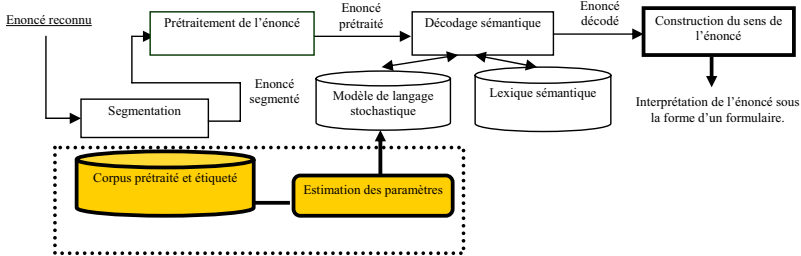 Enoncé reconnu
Prétraitement de l’énoncé
Enoncé
prétraité
Décodage sémantique
Enoncé
décodé
Construction du sens de
l’énoncé
Segmentation
Enoncé
segmenté
Modèle de langage
stochastique
Lexique sémantique
Interprétation de l’énoncé sous
la forme d’un formulaire.
Corpus prétraité et étiqueté
Estimation des paramètres